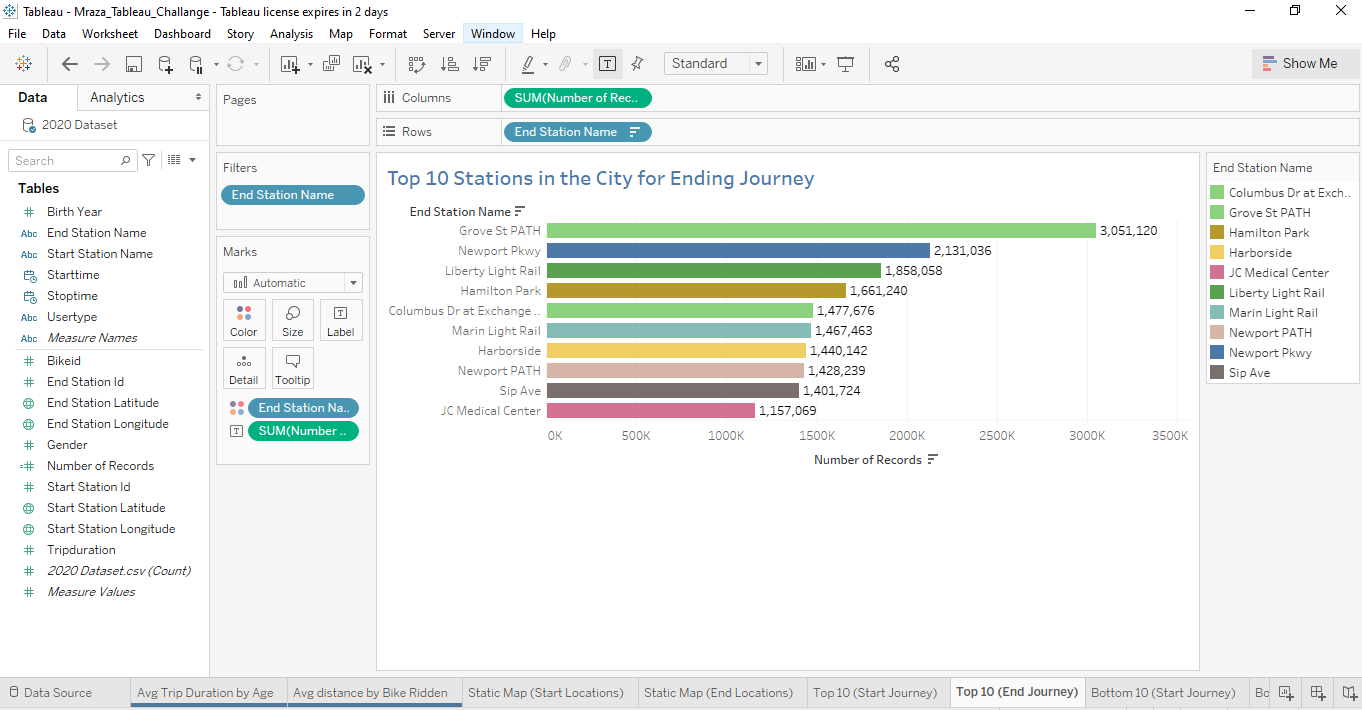 Tableau - Mraza_Tableau_Challange - Tableau license expires in 2 days
File Data Worksheet Dashboard Story Analysis Map Format Server Window Help
Standard
Show Me
Data Analytics
2020 Dataset
Search
Tables
# Birth Year
Abc End Station Name
Abc Start Station Name
Starttime
Stoptime
Abc Usertype
Abc Measure Names
# Bikeid
# End Station Id
End Station Latitude
End Station Longitude
# Gender
=# Number of Records
# Start Station Id
Start Station Latitude
Start Station Longitude
# Tripduration
# 2020 Dataset.csv (Count)
# Measure Values
Pages
Filters
End Station Name
Marks
Automatic
Color Size Label
Detail Tooltip
End Station Na..
SUM(Number ..
Columns SUM(Number of Rec..
Rows End Station Name
Top 10 Stations in the City for Ending Journey
End Station Name
Grove St PATH 3,051,120
Newport Pkwy 2,131,036
Liberty Light Rail 1,858,058
Hamilton Park 1,661,240
Columbus Dr at Exchange .. 1,477,676
Marin Light Rail 1,467,463
Harborside 1,440,142
Newport PATH 1,428,239
Sip Ave 1,401,724
JC Medical Center 1,157,069
0K 500K 1000K 1500K 2000K 2500K 3000K 3500K
Number of Records
End Station Name
Columbus Dr at Exch..
Grove St PATH
Hamilton Park
Harborside
JC Medical Center
Liberty Light Rail
Marin Light Rail
Newport PATH
Newport Pkwy
Sip Ave
Data Source Avg Trip Duration by Age Avg distance by Bike Ridden Static Map (Start Locations) Static Map (End Locations) Top 10 (Start Journey) Top 10 (End Journey) Bottom 10 (Start Journey) Bo